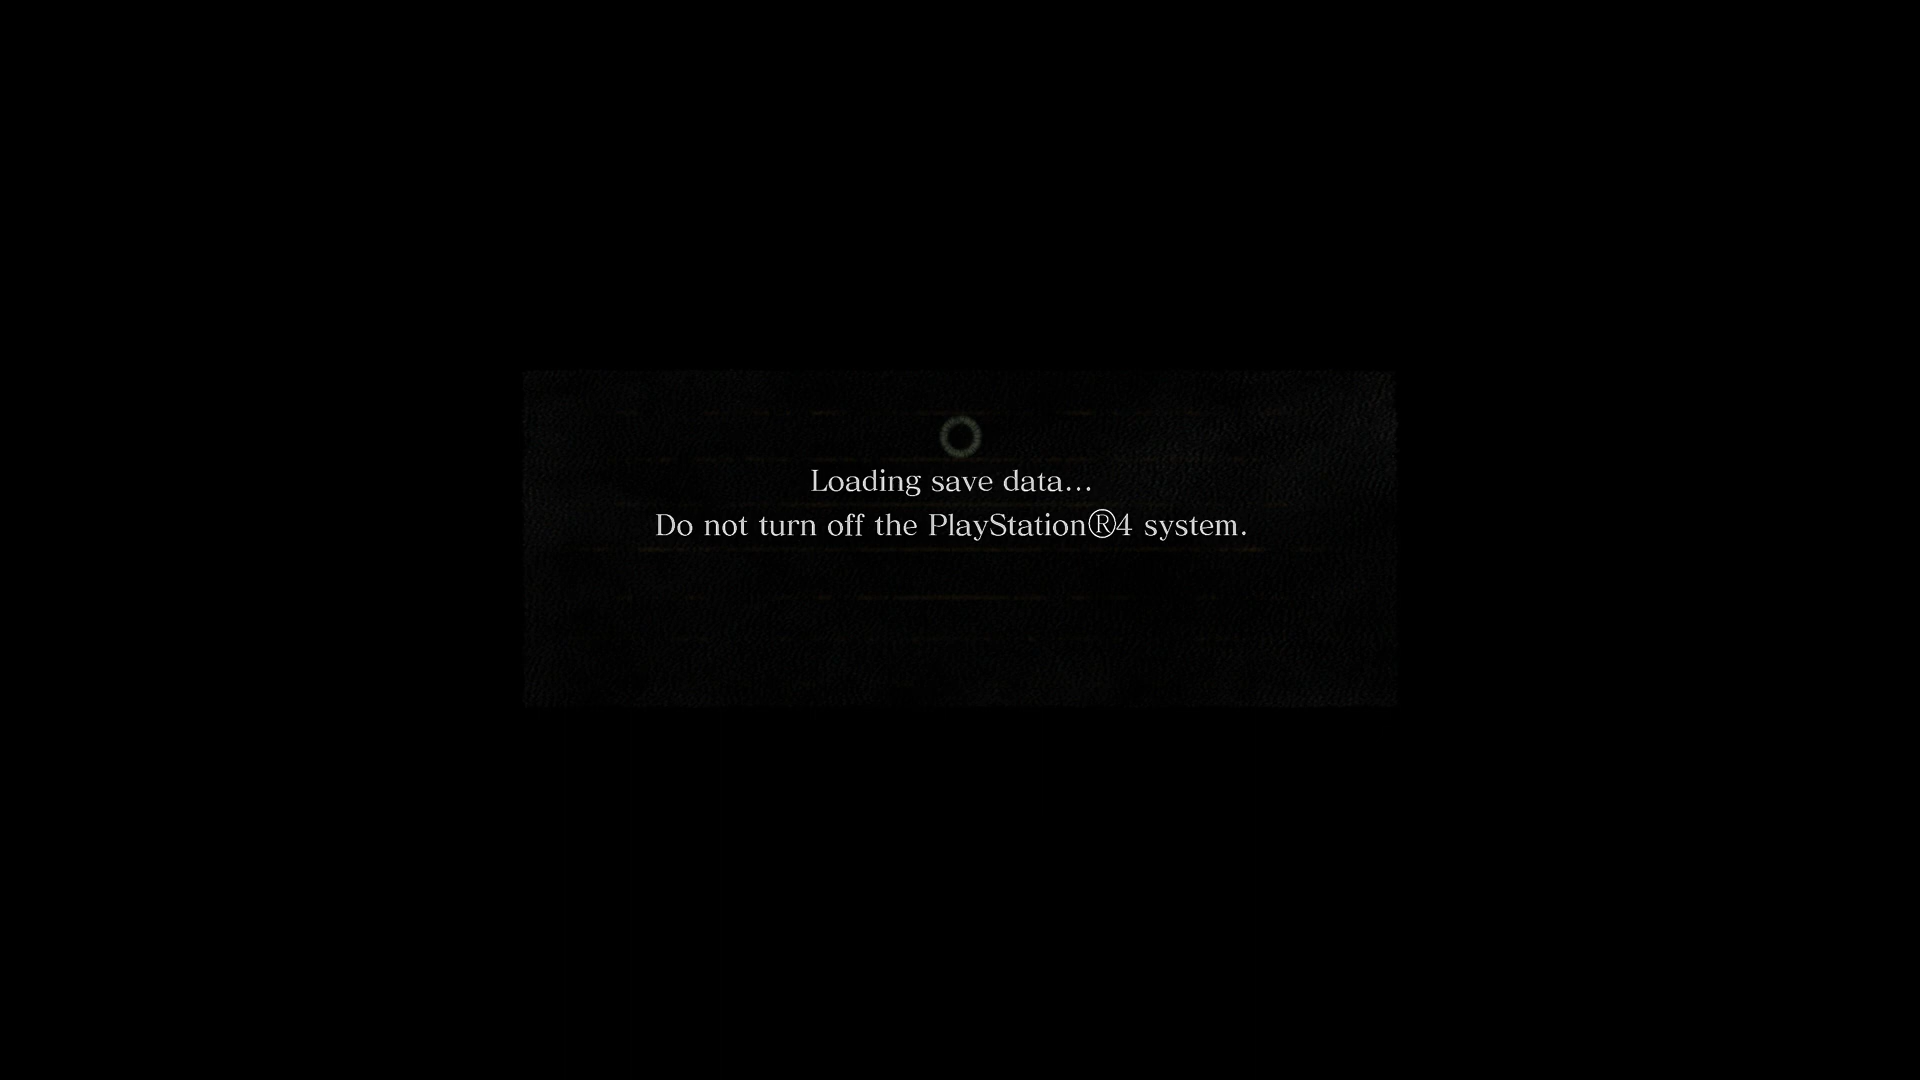 Loading save data...
Do not turn off the PlayStation®4 system.